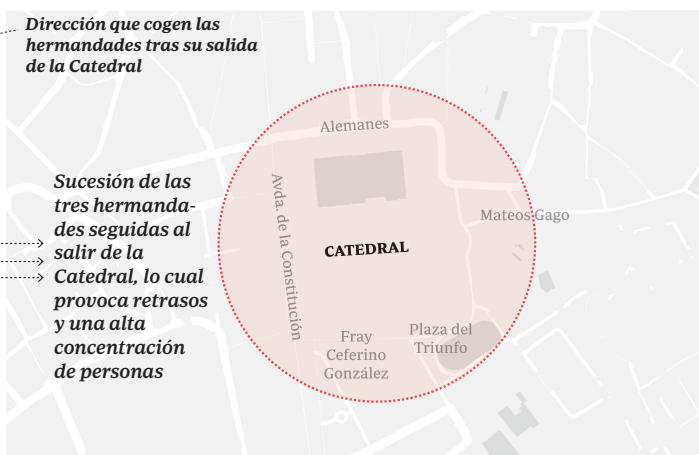 Dirección que cogen las
hermandades tras su salida
de la Catedral
Sucesión de las
tres hermanda-
des seguidas al
salir de la
Catedral, lo cual
provoca retrasos
y una alta
concentración
de personas
Alemanes
Avda. de la Constitución
Mateos Gago
CATEDRAL
Fray
Ceferino
González
Plaza del
Triunfo